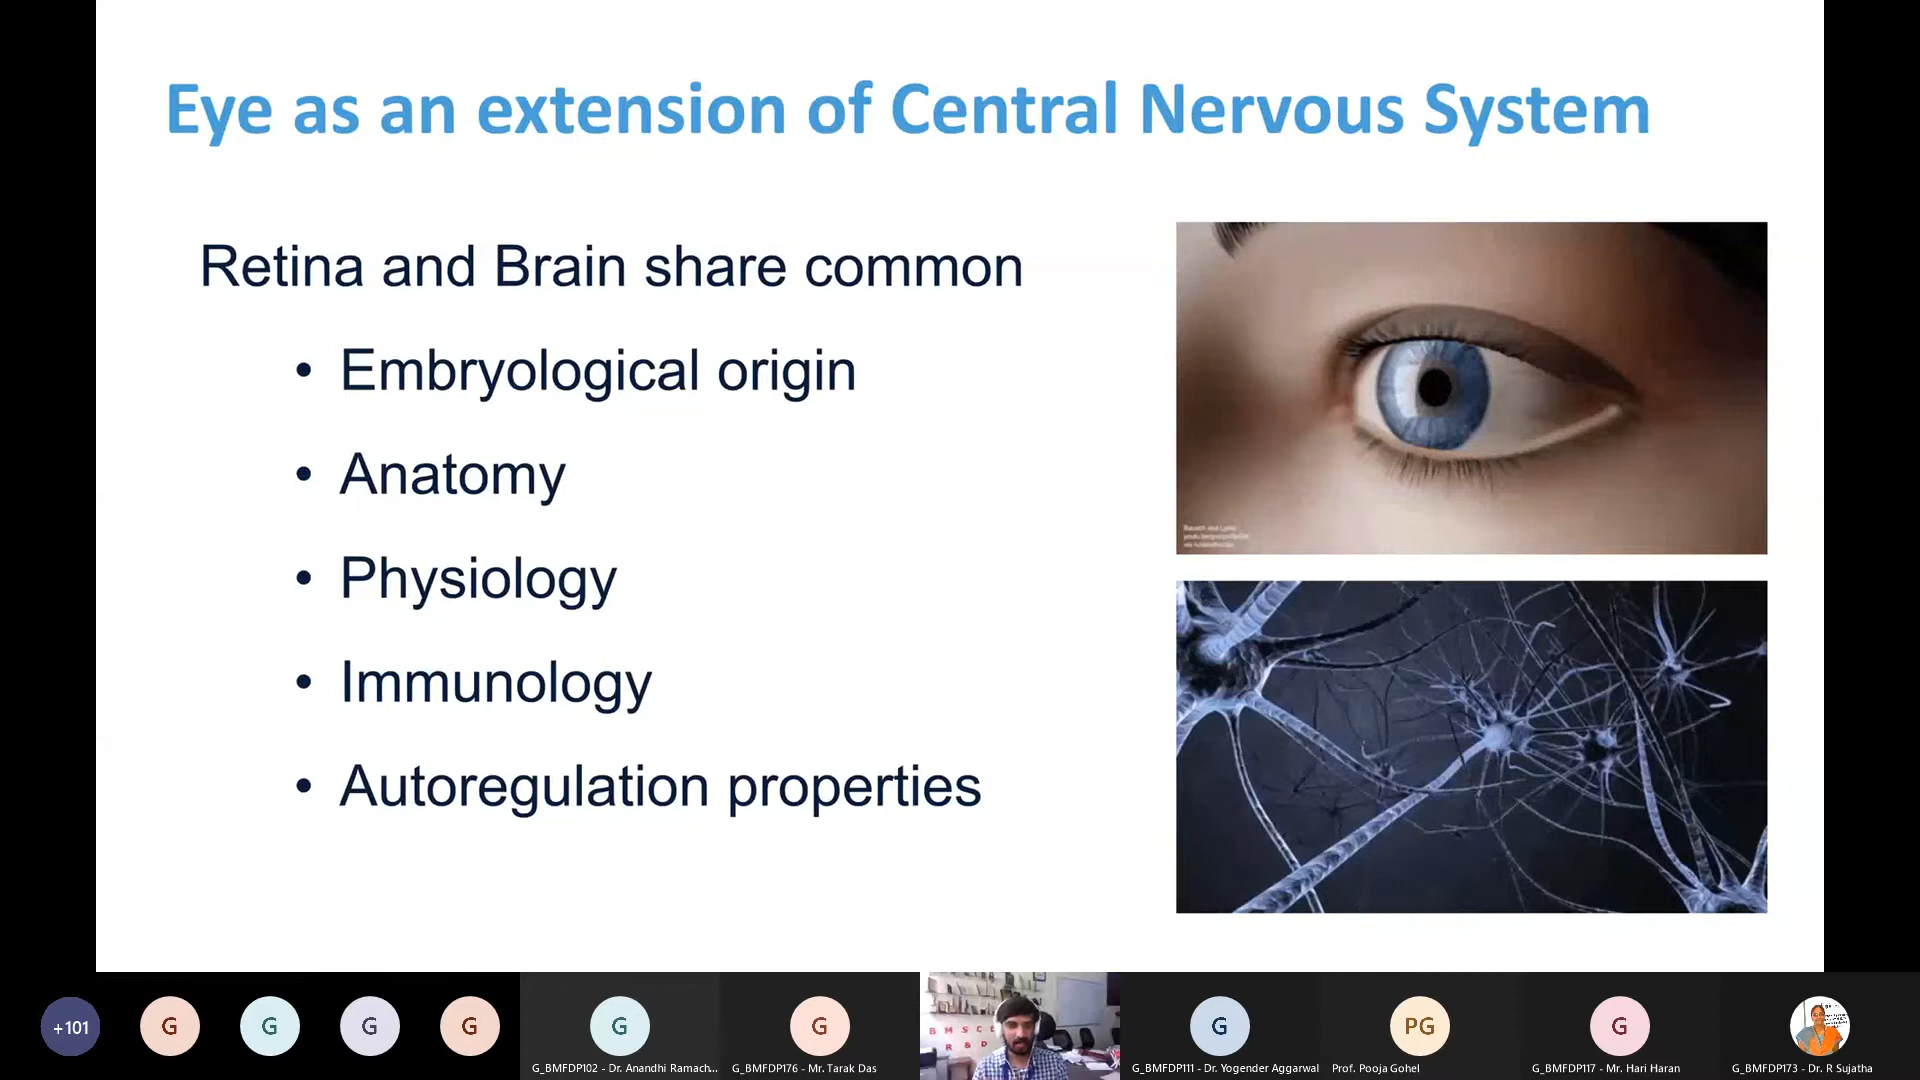 Eye as an extension of Central Nervous System
Retina and Brain share common
• Embryological origin
• Anatomy
• Physiology
• Immunology
• Autoregulation properties
+101
G
G
G
G
G
G_BMFDP102 - Dr. Anandhi Ramach...
G
G_BMFDP176 - Mr. Tarak Das
B M S C E
R & D
G
G_BMFDP111 - Dr. Yogender Aggarwal
PG
Prof. Pooja Gohel
G
G_BMFDP117 - Mr. Hari Haran
G_BMFDP173 - Dr. R Sujatha